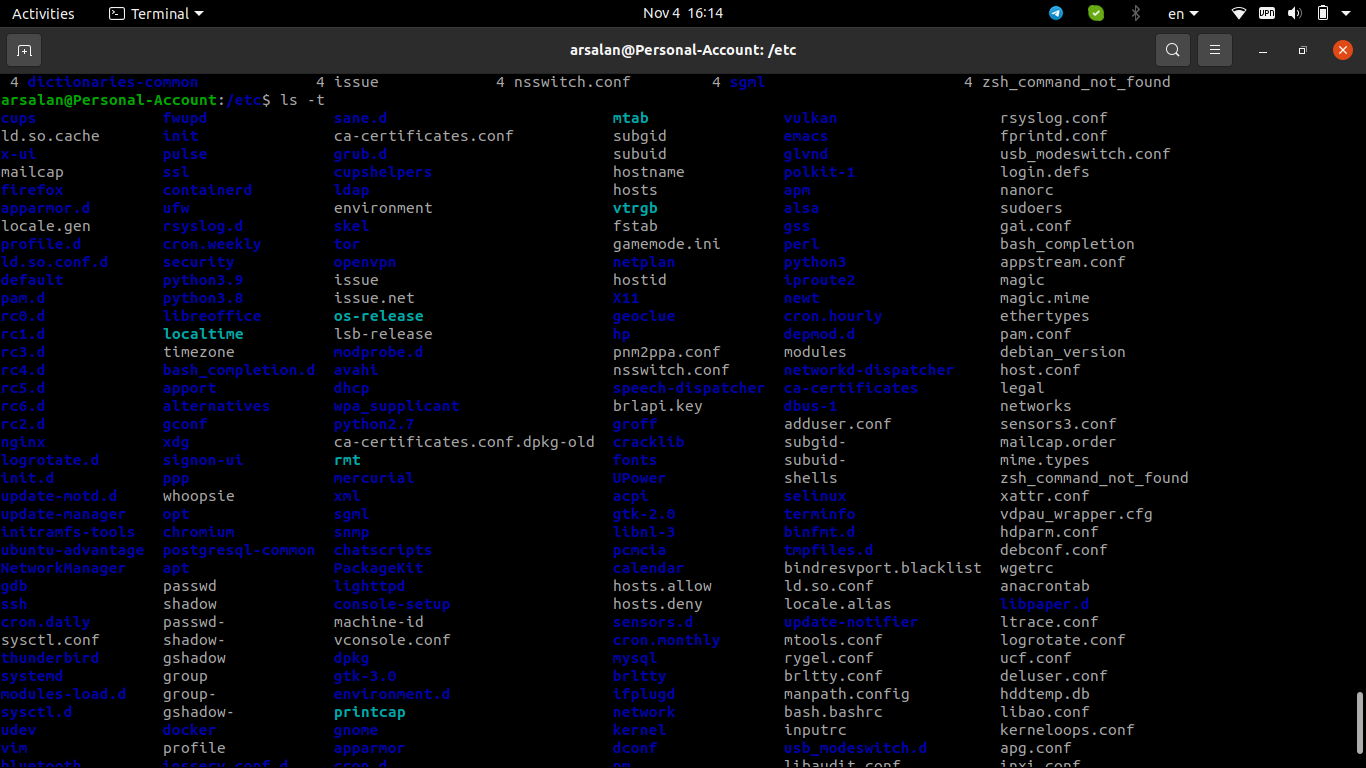 Activities Terminal Nov 4 16:14 en VPN
arsalan@Personal-Account: /etc
4 dictionaries-common 4 issue 4 nsswitch.conf 4 sgml 4 zsh_command_not_found
arsalan@Personal-Account:/etc$ ls -t
cups fwupd sane.d mtab vulkan rsyslog.conf
ld.so.cache init ca-certificates.conf subgid emacs fprintd.conf
x-ui pulse grub.d subuid glvnd usb_modeswitch.conf
mailcap ssl cupshelpers hostname polkit-1 login.defs
firefox containerd ldap hosts apm nanorc
apparmor.d ufw environment vtrgb alsa sudoers
locale.gen rsyslog.d skel fstab gss gai.conf
profile.d cron.weekly tor gamemode.ini perl bash_completion
ld.so.conf.d security openvpn netplan python3 appstream.conf
default python3.9 issue hostid iproute2 magic
pam.d python3.8 issue.net X11 newt magic.mime
rc0.d libreoffice os-release geoclue cron.hourly ethertypes
rc1.d localtime lsb-release hp depmod.d pam.conf
rc3.d timezone modprobe.d pnm2ppa.conf modules debian_version
rc4.d bash_completion.d avahi nsswitch.conf networkd-dispatcher host.conf
rc5.d apport dhcp speech-dispatcher ca-certificates legal
rc6.d alternatives wpa_supplicant brlapi.key dbus-1 networks
rc2.d gconf python2.7 groff adduser.conf sensors3.conf
nginx xdg ca-certificates.conf.dpkg-old cracklib subgid- mailcap.order
logrotate.d signon-ui rmt fonts subuid- mime.types
init.d ppp mercurial UPower shells zsh_command_not_found
update-motd.d whoopsie xml acpi selinux xattr.conf
update-manager opt sgml gtk-2.0 terminfo vdpau_wrapper.cfg
initramfs-tools chromium snmp libnl-3 binfmt.d hdparm.conf
ubuntu-advantage postgresql-common chatscripts pcmcia tmpfiles.d debconf.conf
NetworkManager apt PackageKit calendar bindresvport.blacklist wgetrc
gdb passwd lighttpd hosts.allow ld.so.conf anacrontab
ssh shadow console-setup hosts.deny locale.alias libpaper.d
cron.daily passwd- machine-id sensors.d update-notifier ltrace.conf
sysctl.conf shadow- vconsole.conf cron.monthly mtools.conf logrotate.conf
thunderbird gshadow dpkg mysql rygel.conf ucf.conf
systemd group gtk-3.0 brltty brltty.conf deluser.conf
modules-load.d group- environment.d ifplugd manpath.config hddtemp.db
sysctl.d gshadow- printcap network bash.bashrc libao.conf
udev docker gnome kernel inputrc kerneloops.conf
vim profile apparmor dconf usb_modeswitch.d apg.conf
bluetooth insserv.conf.d cron.d pm libaudit.conf inxi.conf